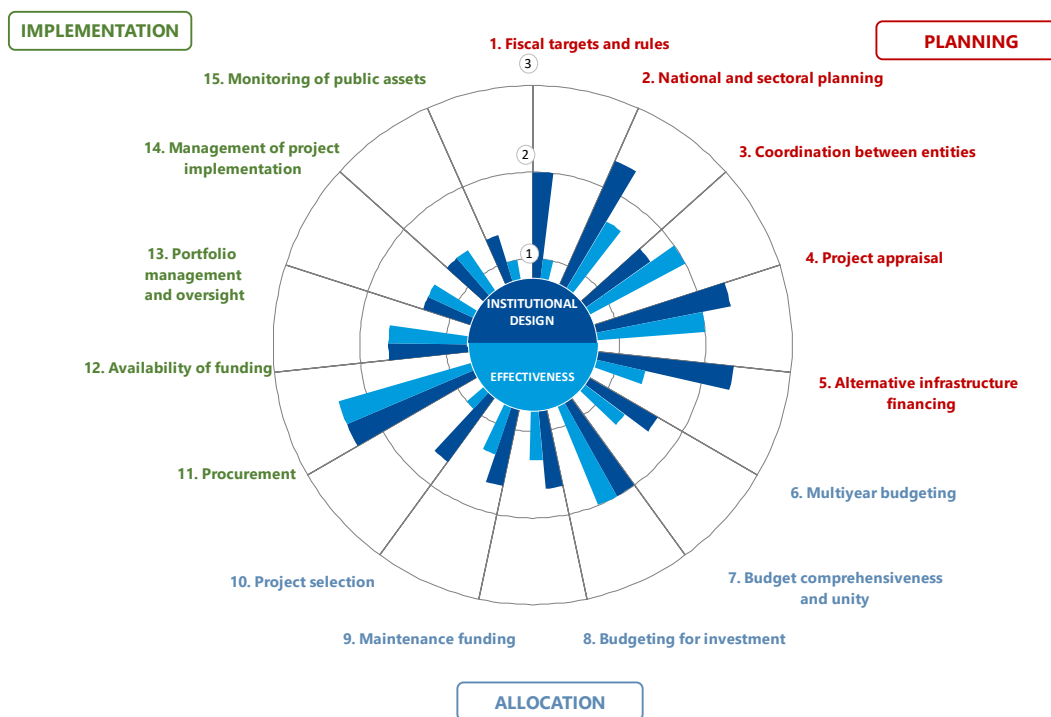 IMPLEMENTATION
PLANNING
1. Fiscal targets and rules
2. National and sectoral planning
3. Coordination between entities
4. Project appraisal
5. Alternative infrastructure
financing
6. Multiyear budgeting
7. Budget comprehensiveness
and unity
8. Budgeting for investment
9. Maintenance funding
10. Project selection
11. Procurement
12. Availability of funding
13. Portfolio
management
and oversight
14. Management of project
implementation
15. Monitoring of public assets
3
2
1
INSTITUTIONAL
DESIGN
EFFECTIVENESS
ALLOCATION